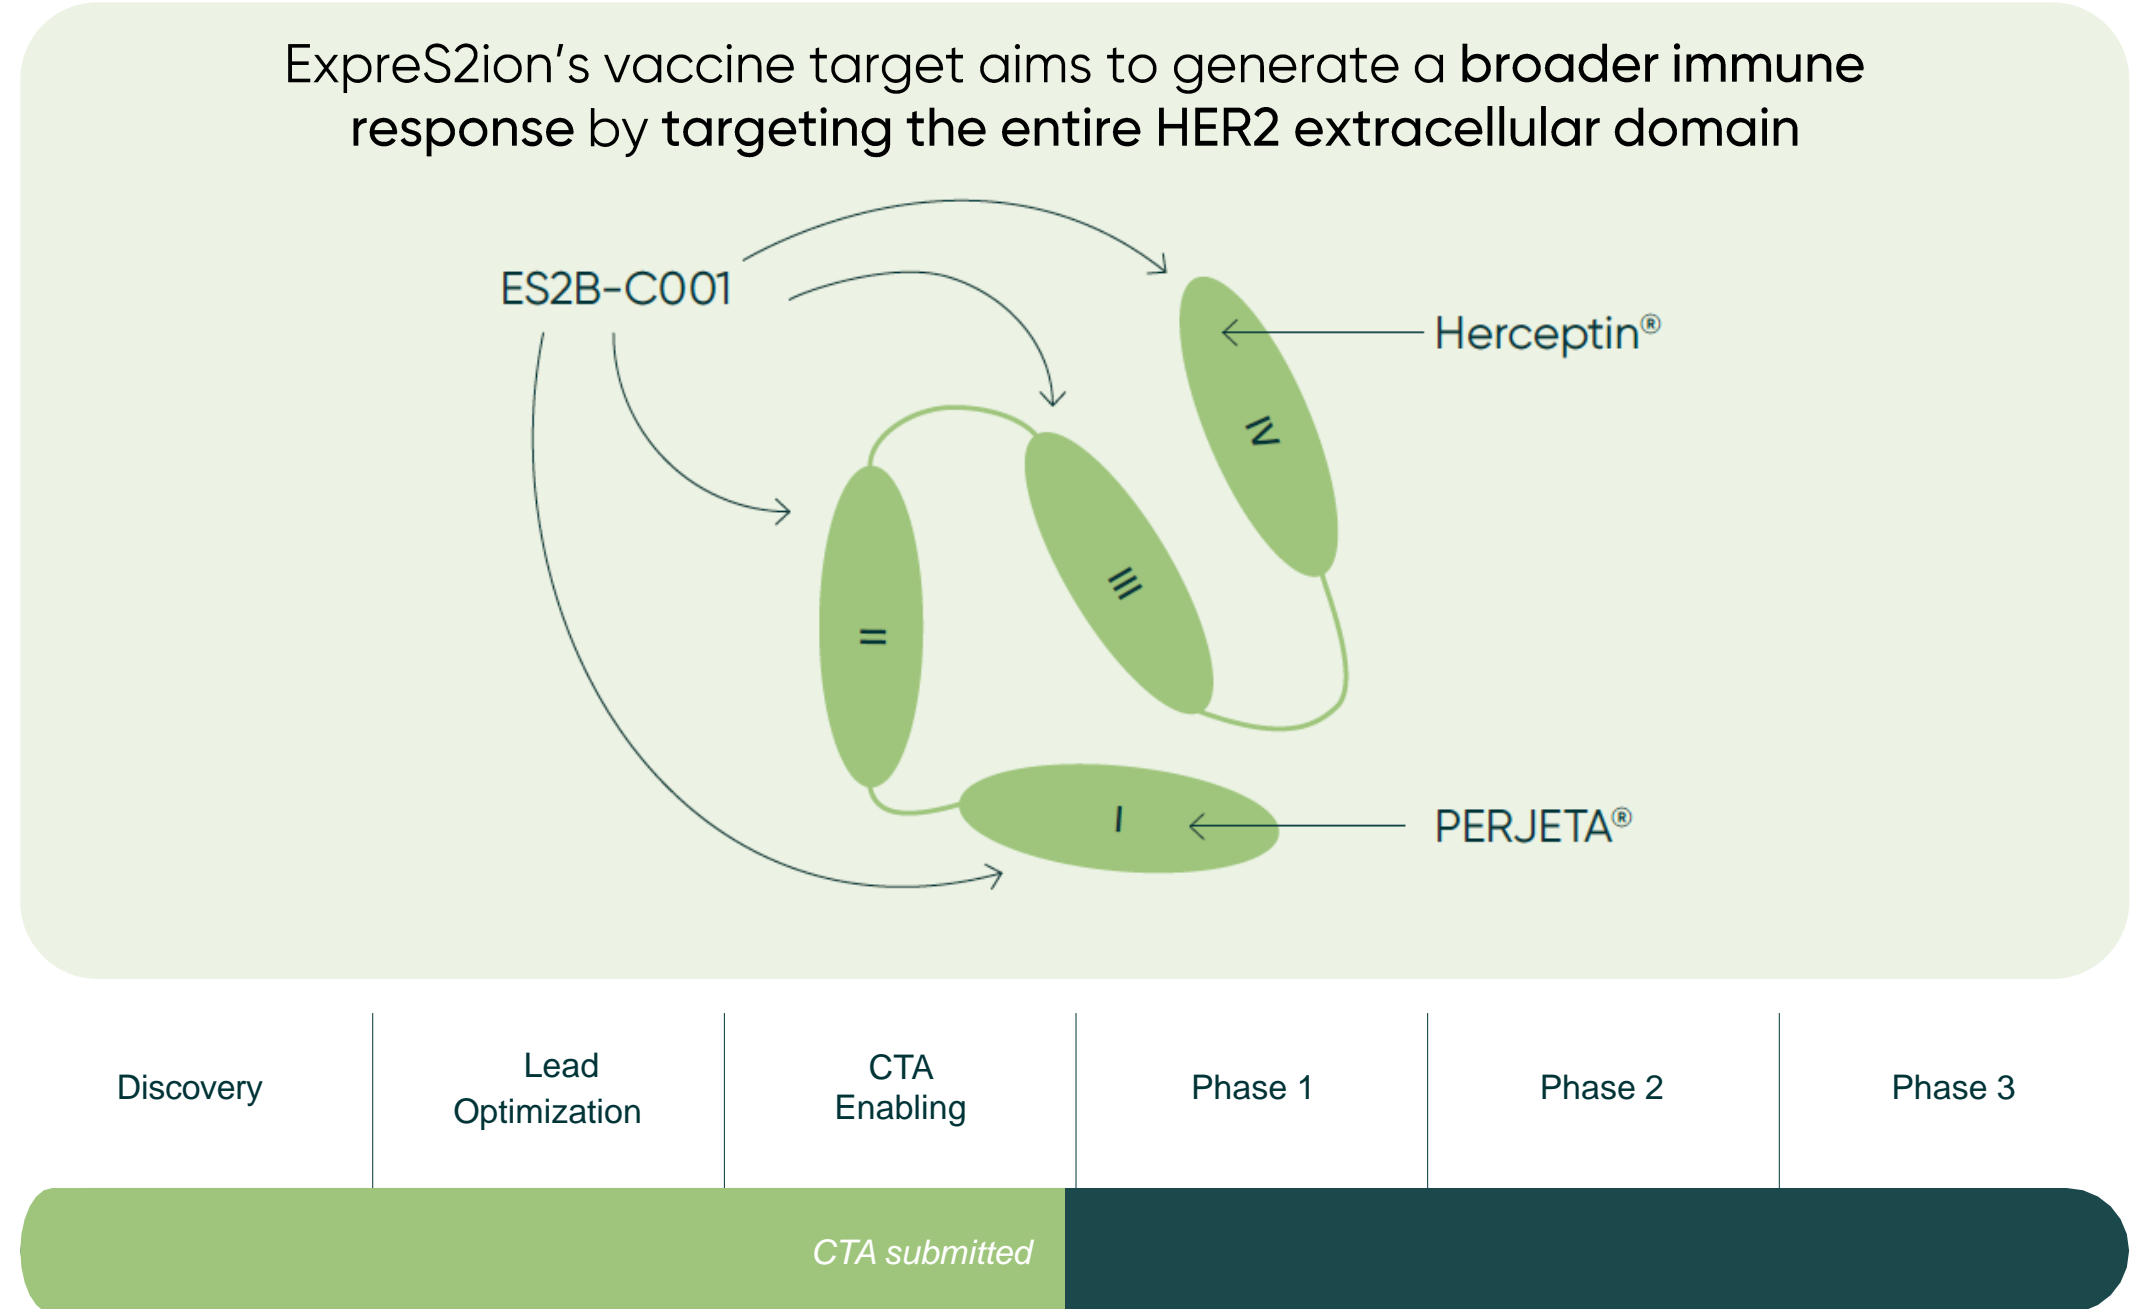 ExpreS2ion's vaccine target aims to generate a broader immune
response by targeting the entire HER2 extracellular domain
ES2B-C001
Herceptin®
IV
III
II
I
PERJETA®
Discovery
Lead
Optimization
CTA
Enabling
Phase 1
Phase 2
Phase 3
CTA submitted